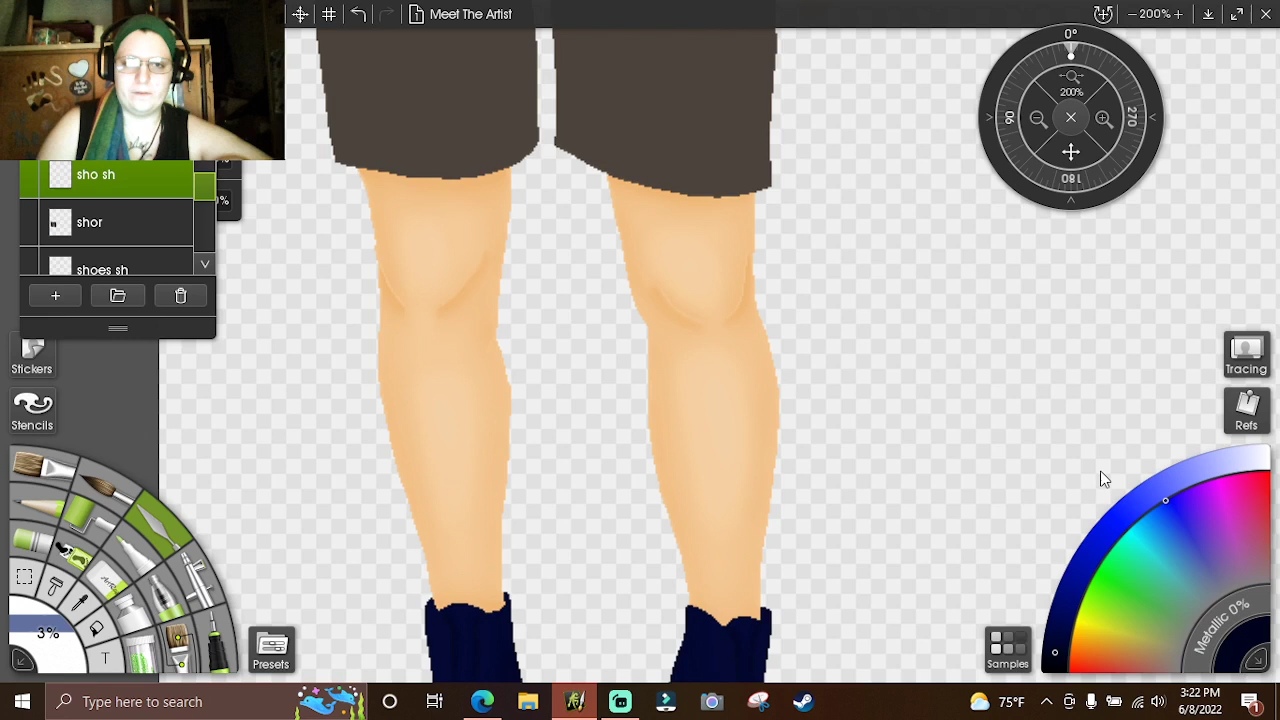 Meet The Artist
200%
0°
200%
90
270
180
%
%
sho sh
shor
shoes sh
Stickers
Stencils
Tracing
Refs
3%
T
Presets
Samples
Metallic 0%
Type here to search
75°F
3:22 PM
6/8/2022
1